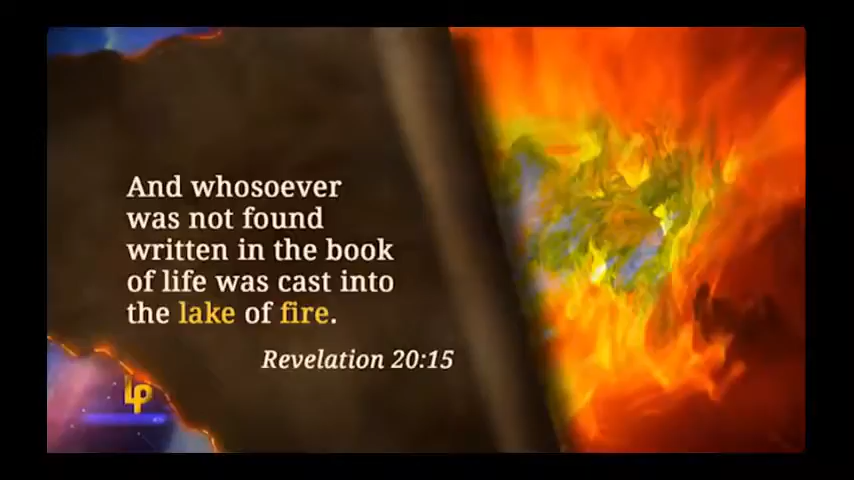 And whosoever
was not found
written in the book
of life was cast into
the lake of fire.
Revelation 20:15
LP